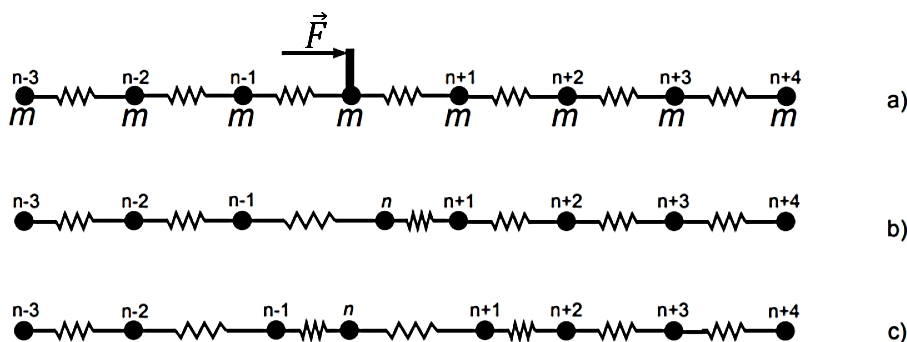 F
n-3 n-2 n-1 n+1 n+2 n+3 n+4
m m m m m m m m
a)
n-3 n-2 n-1 n n+1 n+2 n+3 n+4
b)
n-3 n-2 n-1 n n+1 n+2 n+3 n+4
c)